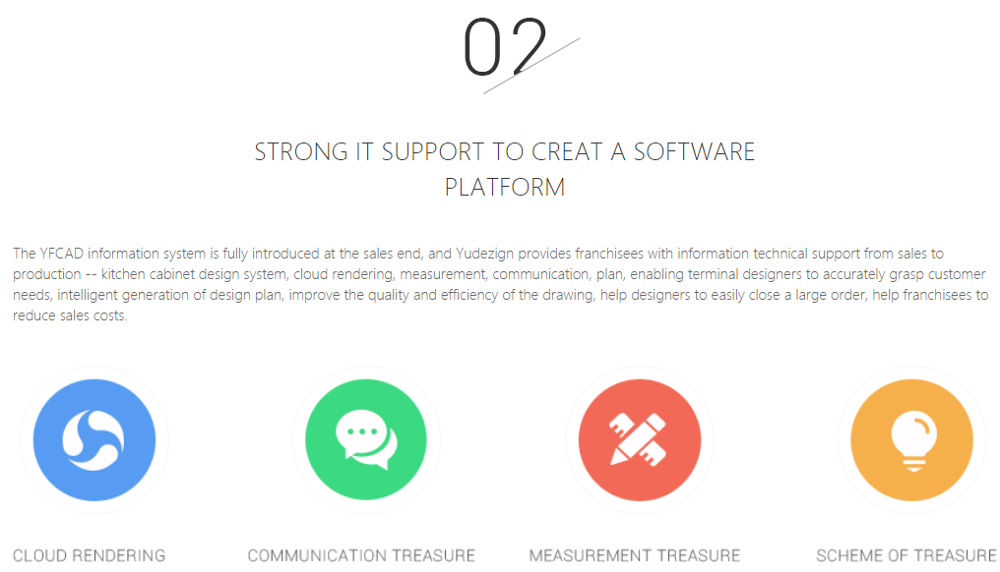 02
STRONG IT SUPPORT TO CREAT A SOFTWARE
PLATFORM
The YFCAD information system is fully introduced at the sales end, and Yudezign provides franchisees with information technical support from sales to
production -- kitchen cabinet design system, cloud rendering, measurement, communication, plan, enabling terminal designers to accurately grasp customer
needs, intelligent generation of design plan, improve the quality and efficiency of the drawing, help designers to easily close a large order, help franchisees to
reduce sales costs.
CLOUD RENDERING COMMUNICATION TREASURE MEASUREMENT TREASURE SCHEME OF TREASURE